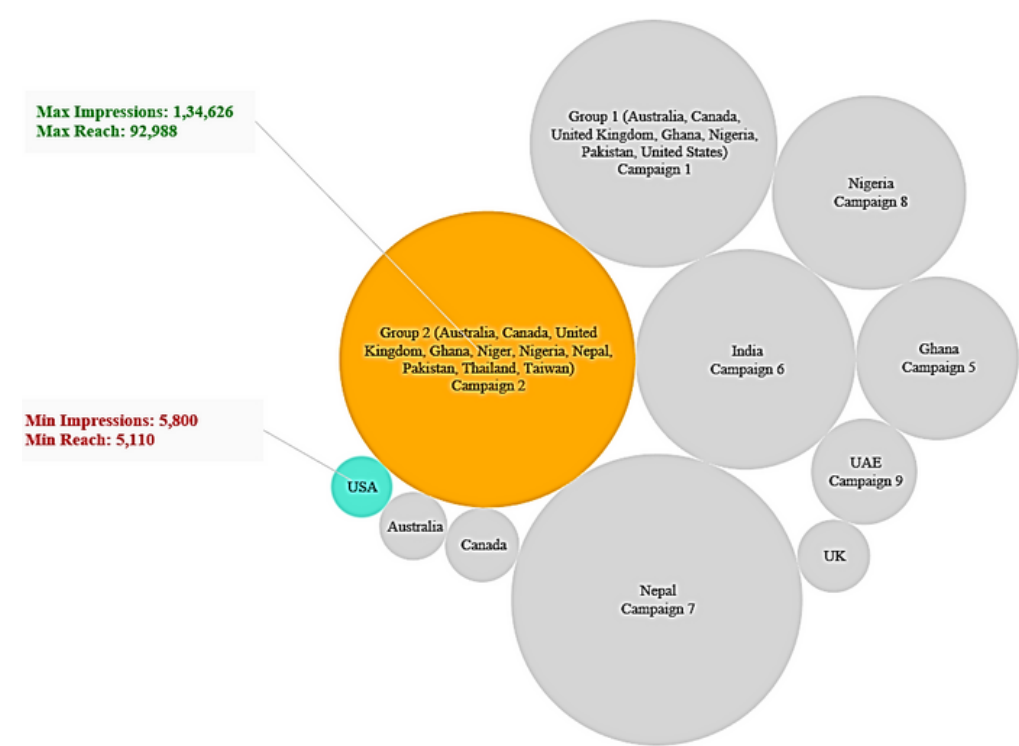 Max Impressions: 1,34,626
Max Reach: 92,988
Group 1 (Australia, Canada,
United Kingdom, Ghana, Nigeria,
Pakistan, United States)
Campaign 1
Nigeria
Campaign 8
Group 2 (Australia, Canada, United
Kingdom, Ghana, Niger, Nigeria, Nepal,
Pakistan, Thailand, Taiwan)
Campaign 2
India
Campaign 6
Ghana
Campaign 5
Min Impressions: 5,800
Min Reach: 5,110
USA
Australia
Canada
UAE
Campaign 9
UK
Nepal
Campaign 7